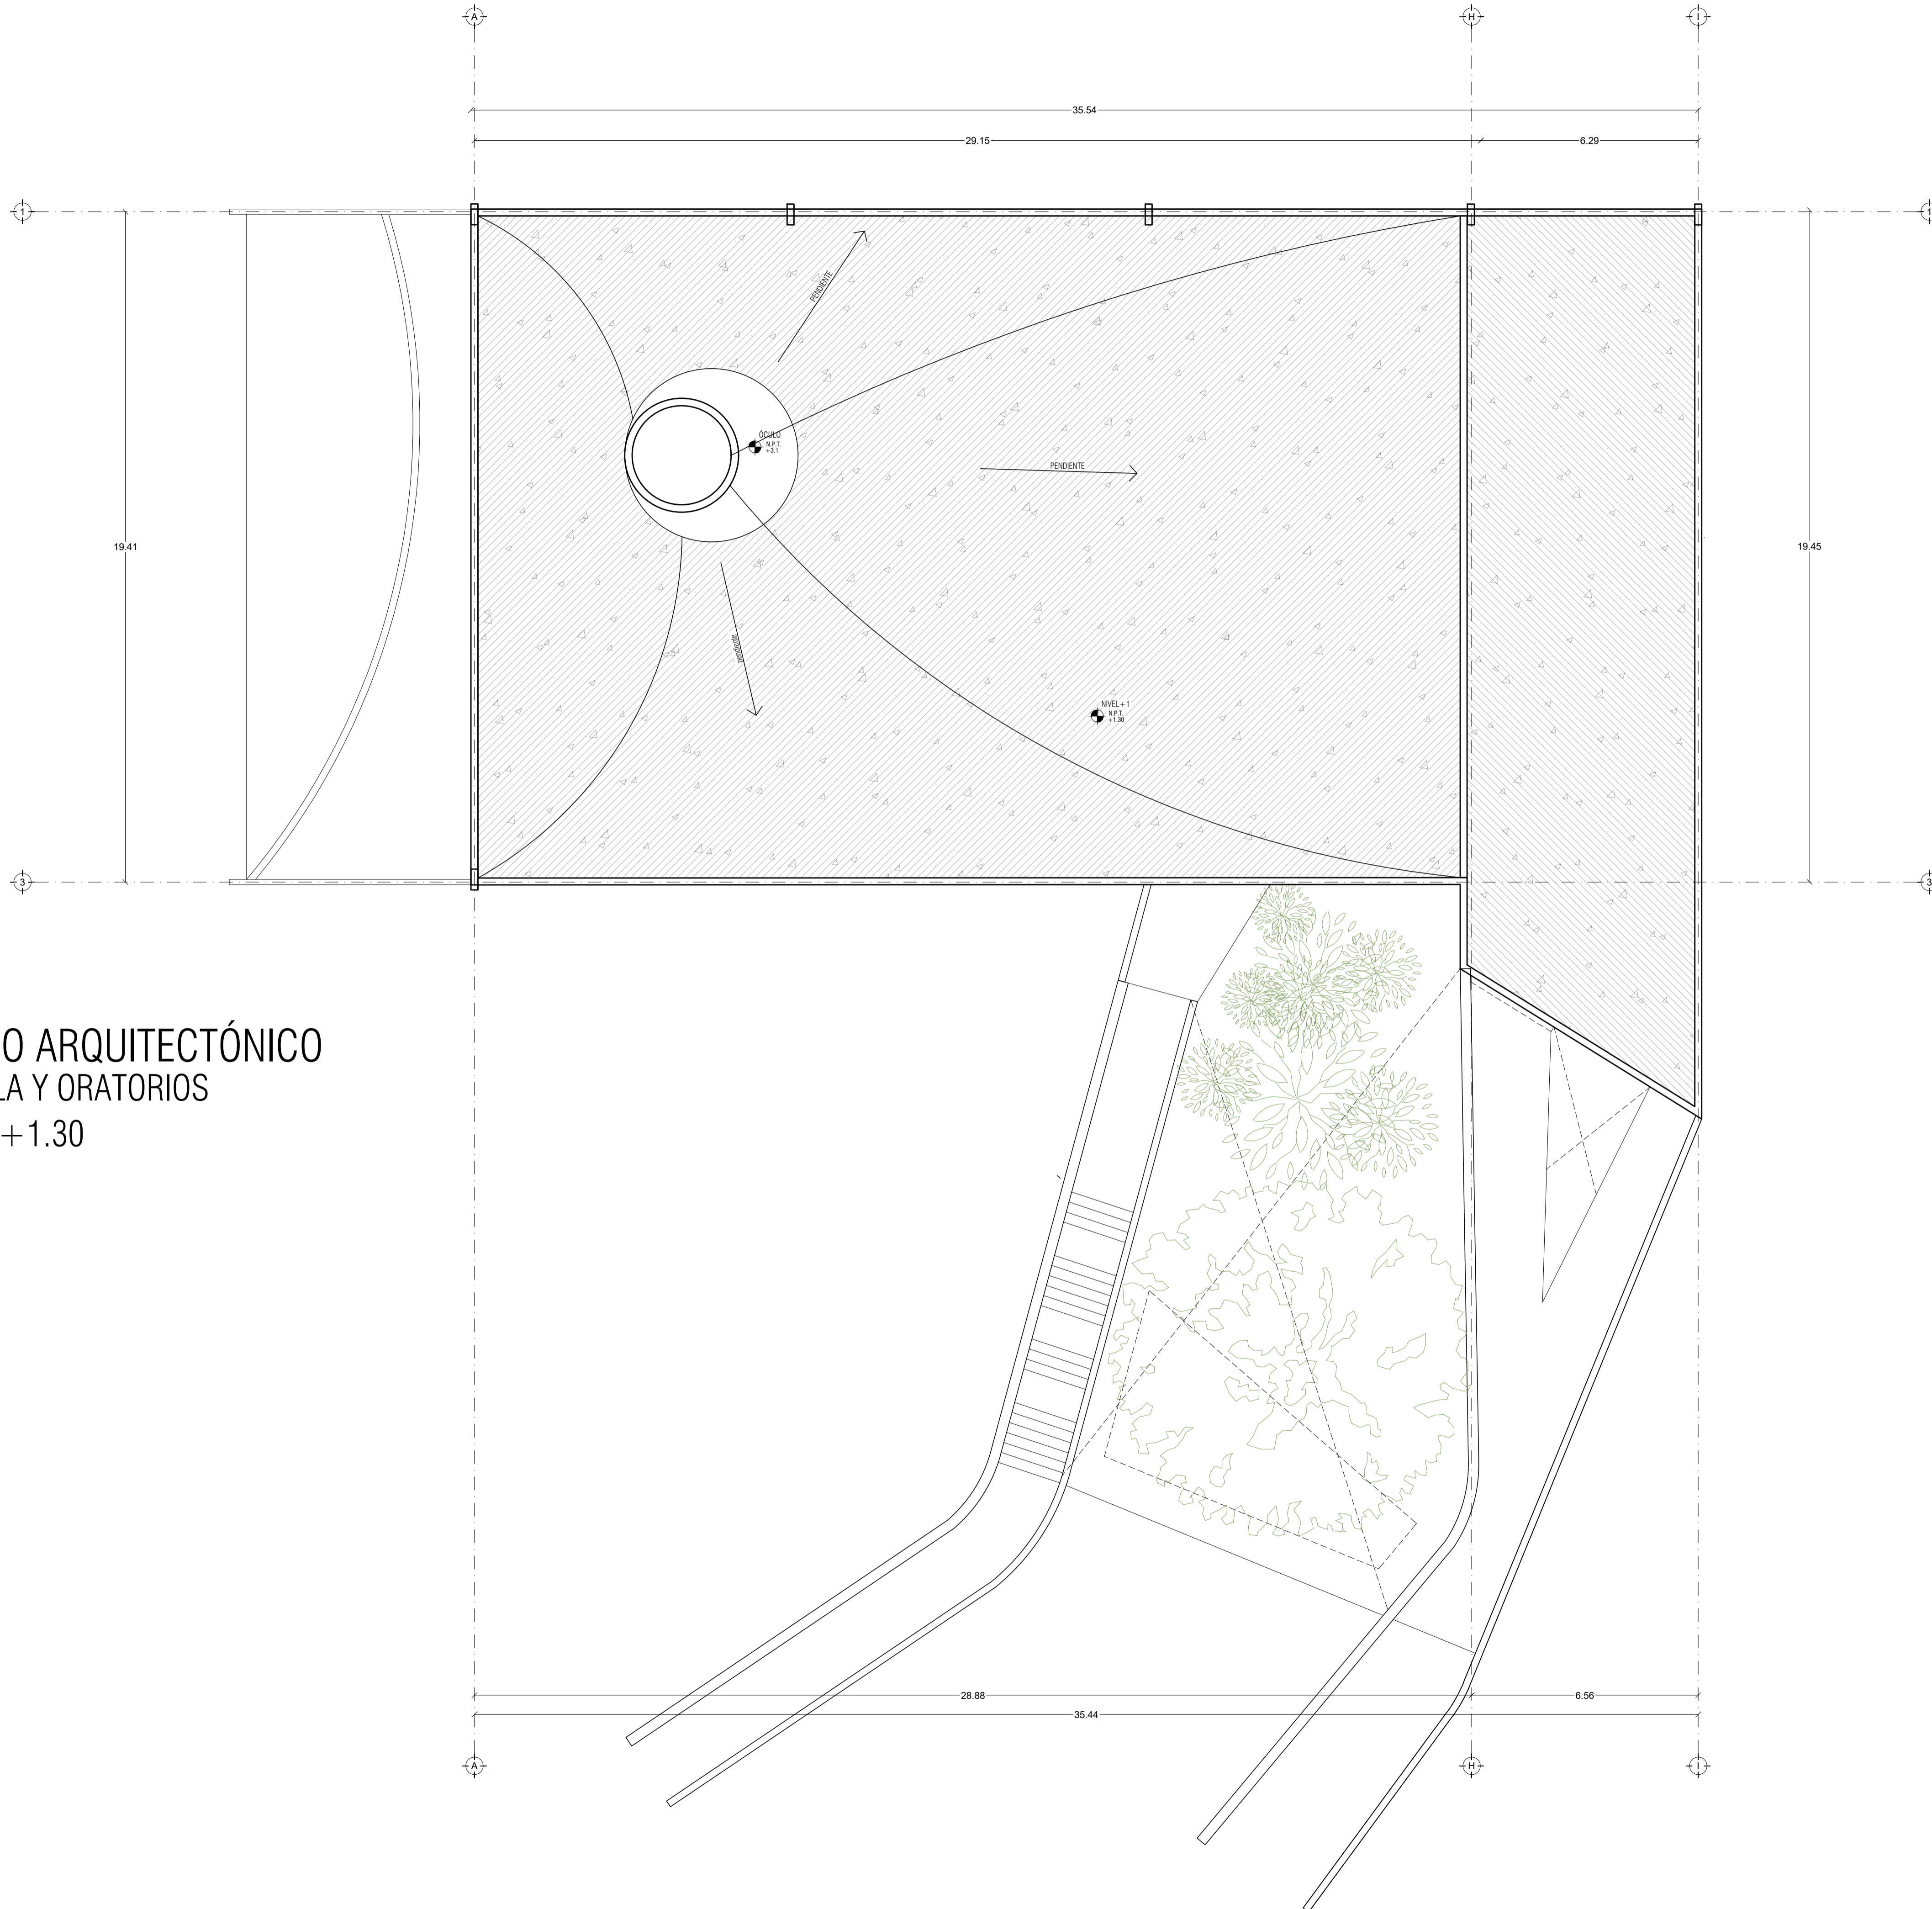 A
H
I
35.54
29.15
6.29
1
1
PENDIENTE
ÓCULO
N.P.T.
+3.1
PENDIENTE
19.41
19.45
pendiente
NIVEL+1
N.P.T.
+1.30
3
3
O ARQUITECTÓNICO
LA Y ORATORIOS
+1.30
28.88
6.56
35.44
A
H
I